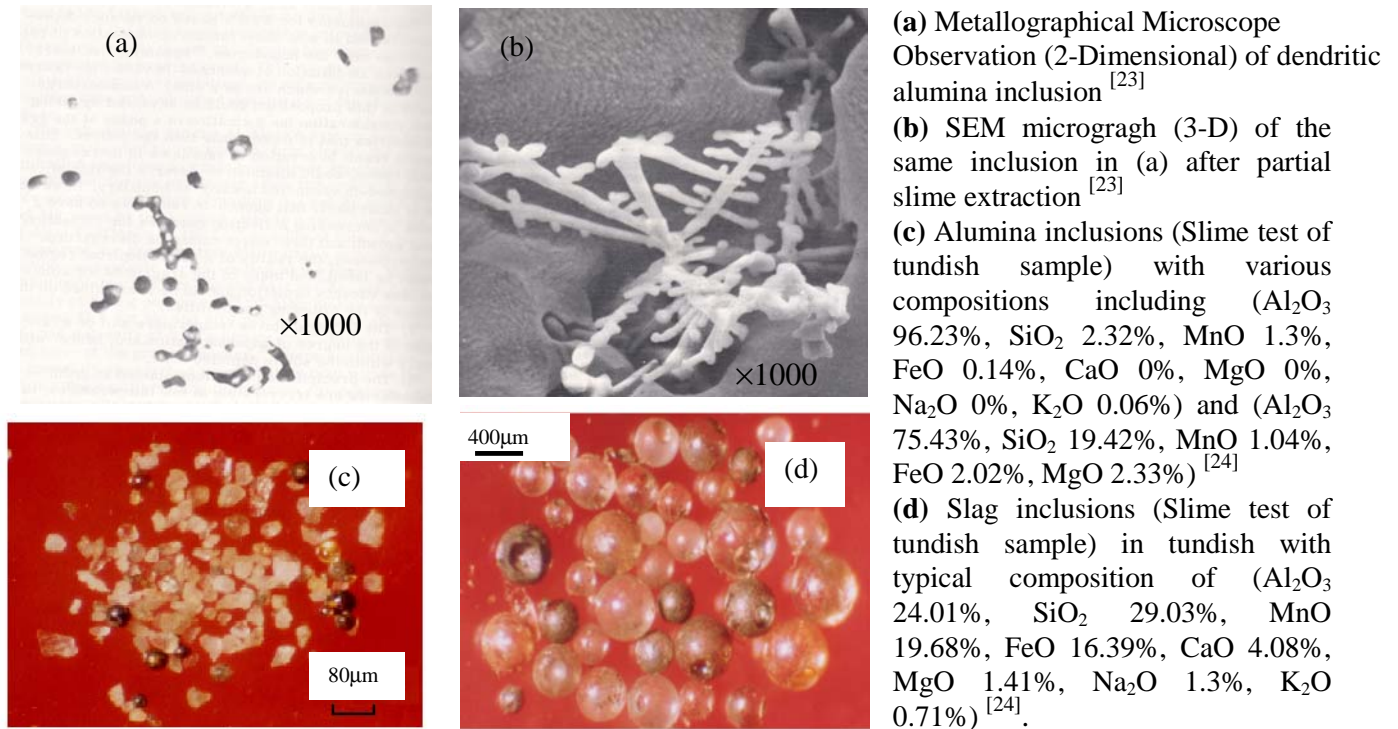 (a)
×1000
(b)
×1000
(c)
80μm
400μm
(d)
(a) Metallographical Microscope
Observation (2-Dimensional) of dendritic
alumina inclusion [23]
(b) SEM microgragh (3-D) of the
same inclusion in (a) after partial
slime extraction [23]
(c) Alumina inclusions (Slime test of
tundish sample) with various
compositions including (Al₂O₃
96.23%, SiO₂ 2.32%, MnO 1.3%,
FeO 0.14%, CaO 0%, MgO 0%,
Na₂O 0%, K₂O 0.06%) and (Al₂O₃
75.43%, SiO₂ 19.42%, MnO 1.04%,
FeO 2.02%, MgO 2.33%) [24]
(d) Slag inclusions (Slime test of
tundish sample) in tundish with
typical composition of (Al₂O₃
24.01%, SiO₂ 29.03%, MnO
19.68%, FeO 16.39%, CaO 4.08%,
MgO 1.41%, Na₂O 1.3%, K₂O
0.71%) [24].